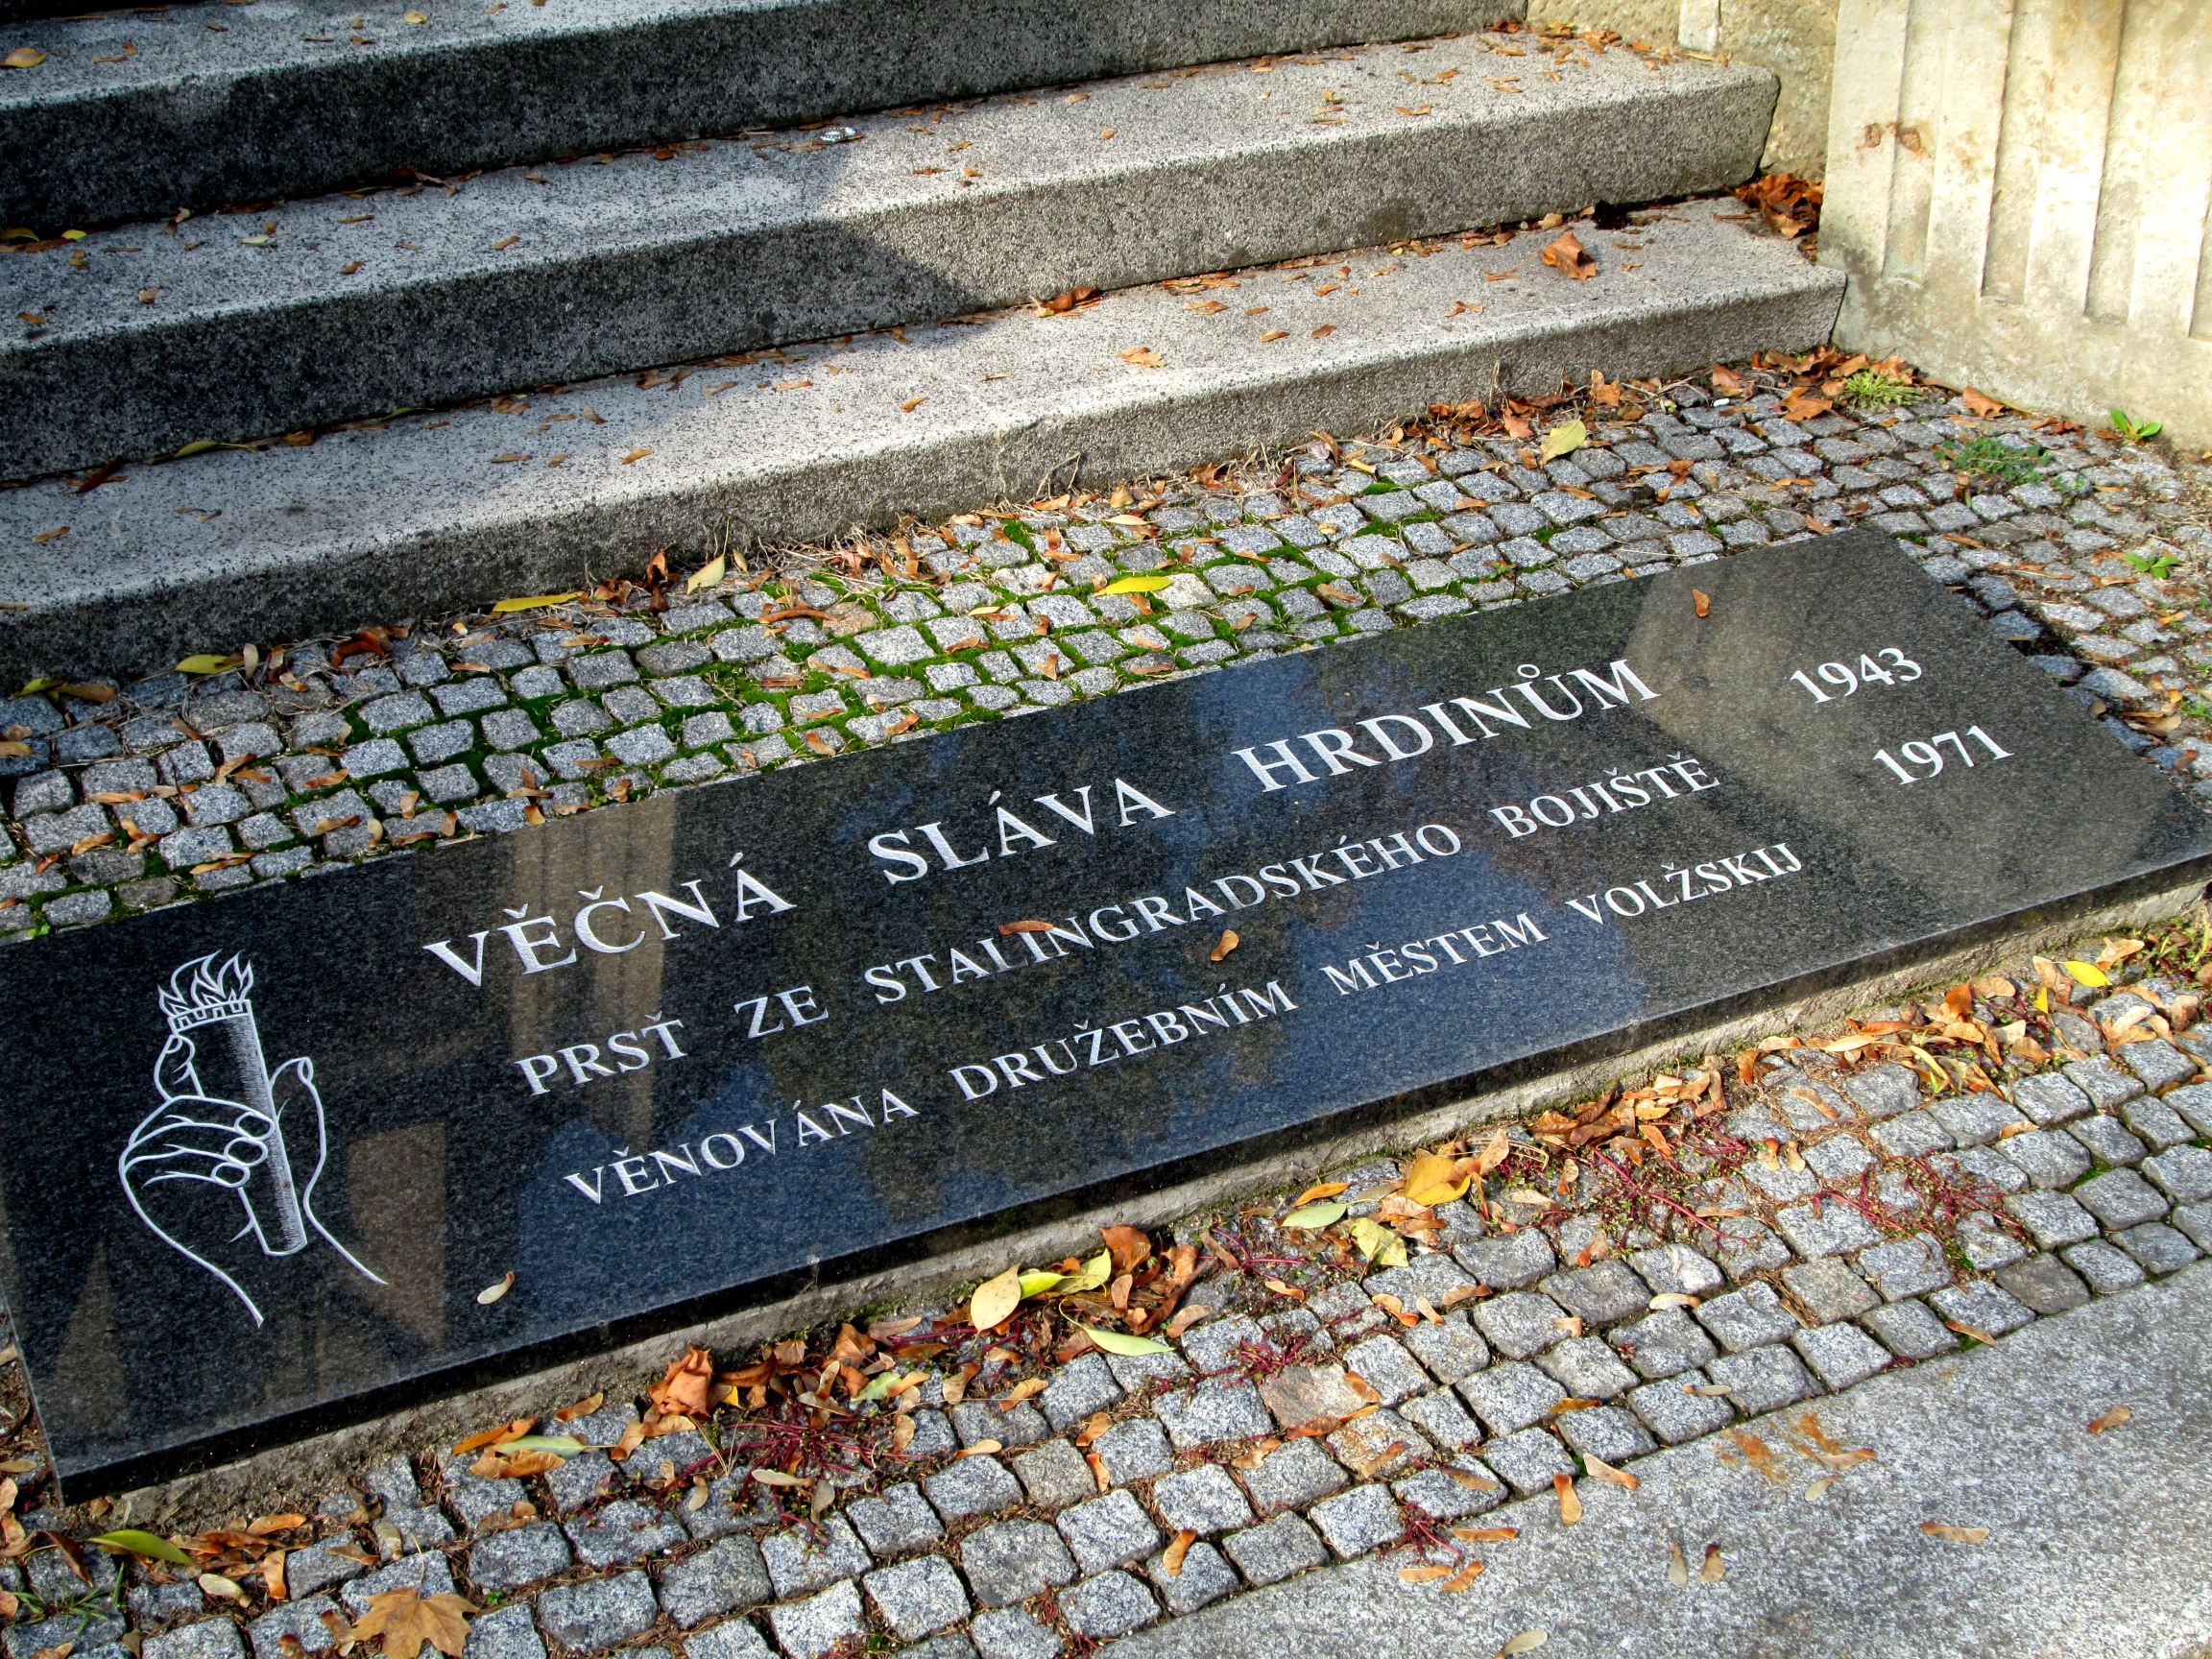 VĚČNÁ SLÁVA HRDINŮM 1943
PRSŤ ZE STALINGRADSKÉHO BOJIŠTĚ 1971
VĚNOVÁNA DRUŽEBNÍM MĚSTEM VOLŽSKIJ